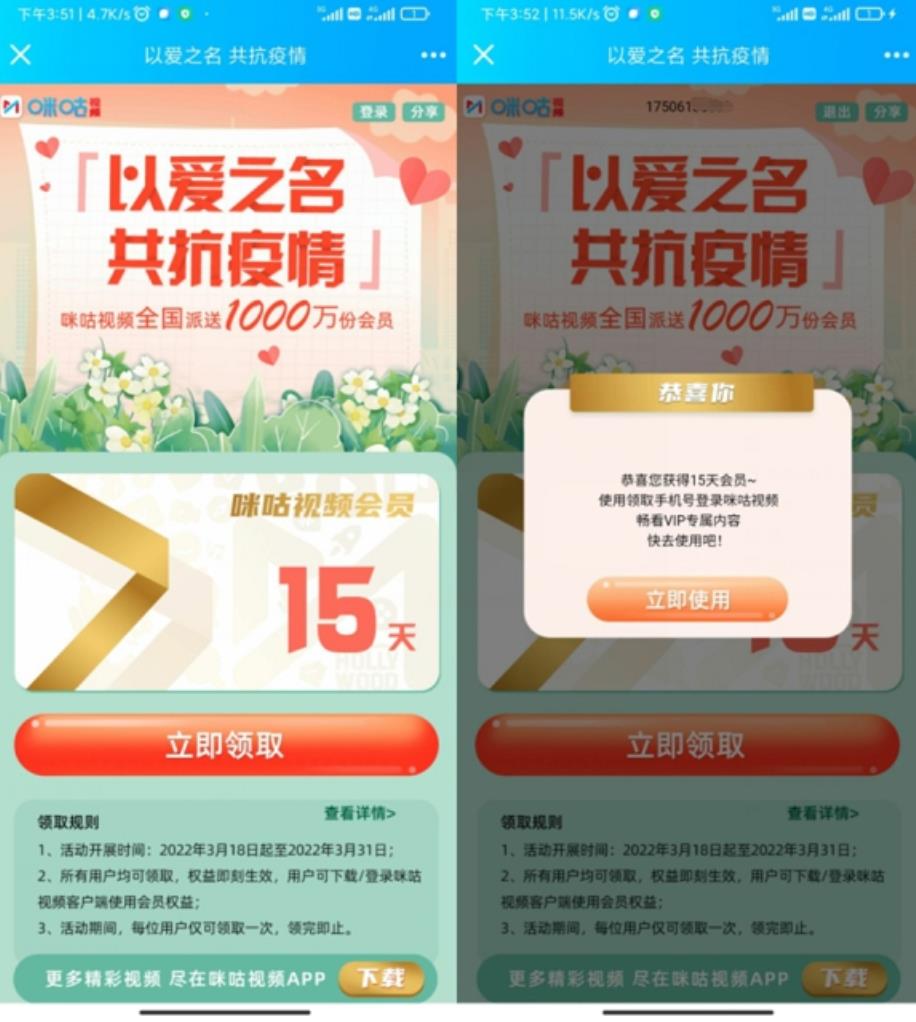 下午3:51 | 4.7K/s
以爱之名 共抗疫情
咪咕视频
登录 分享
「以爱之名
共抗疫情」
咪咕视频全国派送1000万份会员
咪咕视频会员
15天
HOLLY
WOOD
立即领取
领取规则
查看详情>
1、活动开展时间：2022年3月18日起至2022年3月31日；
2、所有用户均可领取，权益即刻生效，用户可下载/登录咪咕
视频客户端使用会员权益；
3、活动期间，每位用户仅可领取一次，领完即止。
更多精彩视频 尽在咪咕视频APP 下载
下午3:52 | 11.5K/s
以爱之名 共抗疫情
咪咕视频
175061
退出 分享
「以爱之名
共抗疫情」
咪咕视频全国派送1000万份会员
恭喜你
恭喜您获得15天会员~
使用领取手机号登录咪咕视频
畅看VIP专属内容
快去使用吧！
立即使用
员
天
立即领取
领取规则
查看详情>
1、活动开展时间：2022年3月18日起至2022年3月31日；
2、所有用户均可领取，权益即刻生效，用户可下载/登录咪咕
视频客户端使用会员权益；
3、活动期间，每位用户仅可领取一次，领完即止。
更多精彩视频 尽在咪咕视频APP 下载